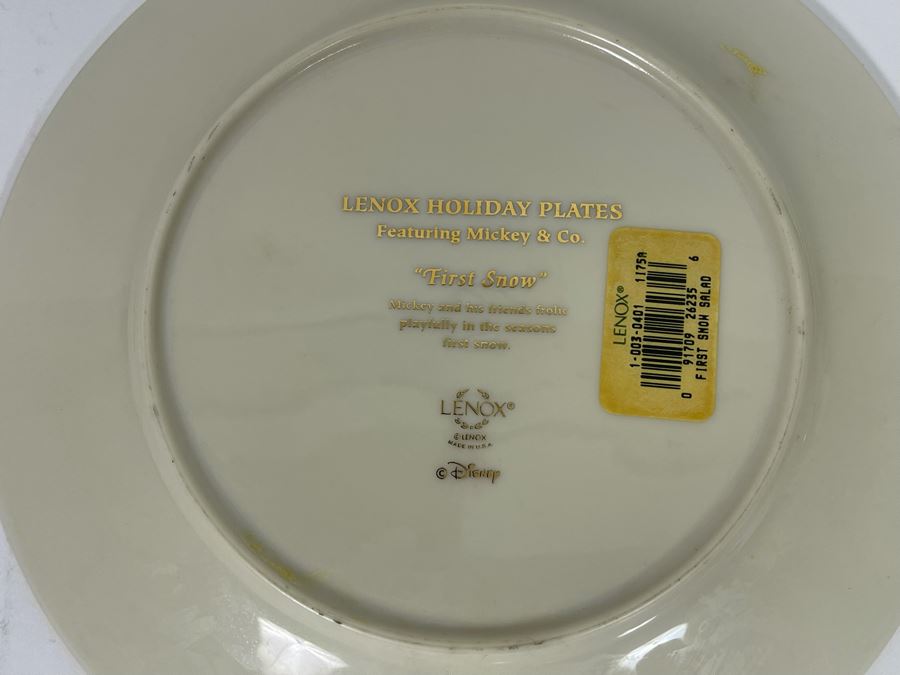 LENOX HOLIDAY PLATES
Featuring Mickey & Co.
"First Snow"
Mickey and his friends frolic
playfully in the seasons
first snow.
LENOX®
© LENOX
MADE IN U.S.A.
© Disney
LENOX®
1-003-0401 1175A
0 91709 26235 6
FIRST SNOW SALAD